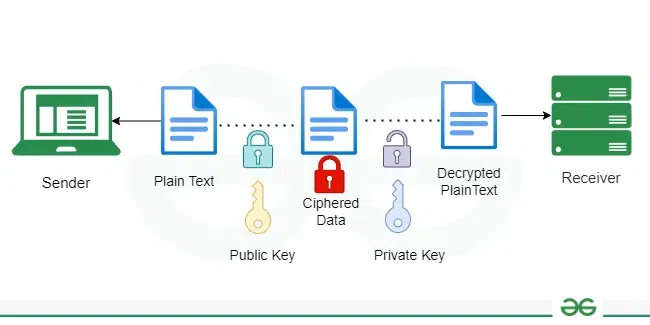 Sender
Plain Text
Public Key
Ciphered
Data
Private Key
Decrypted
PlainText
Receiver